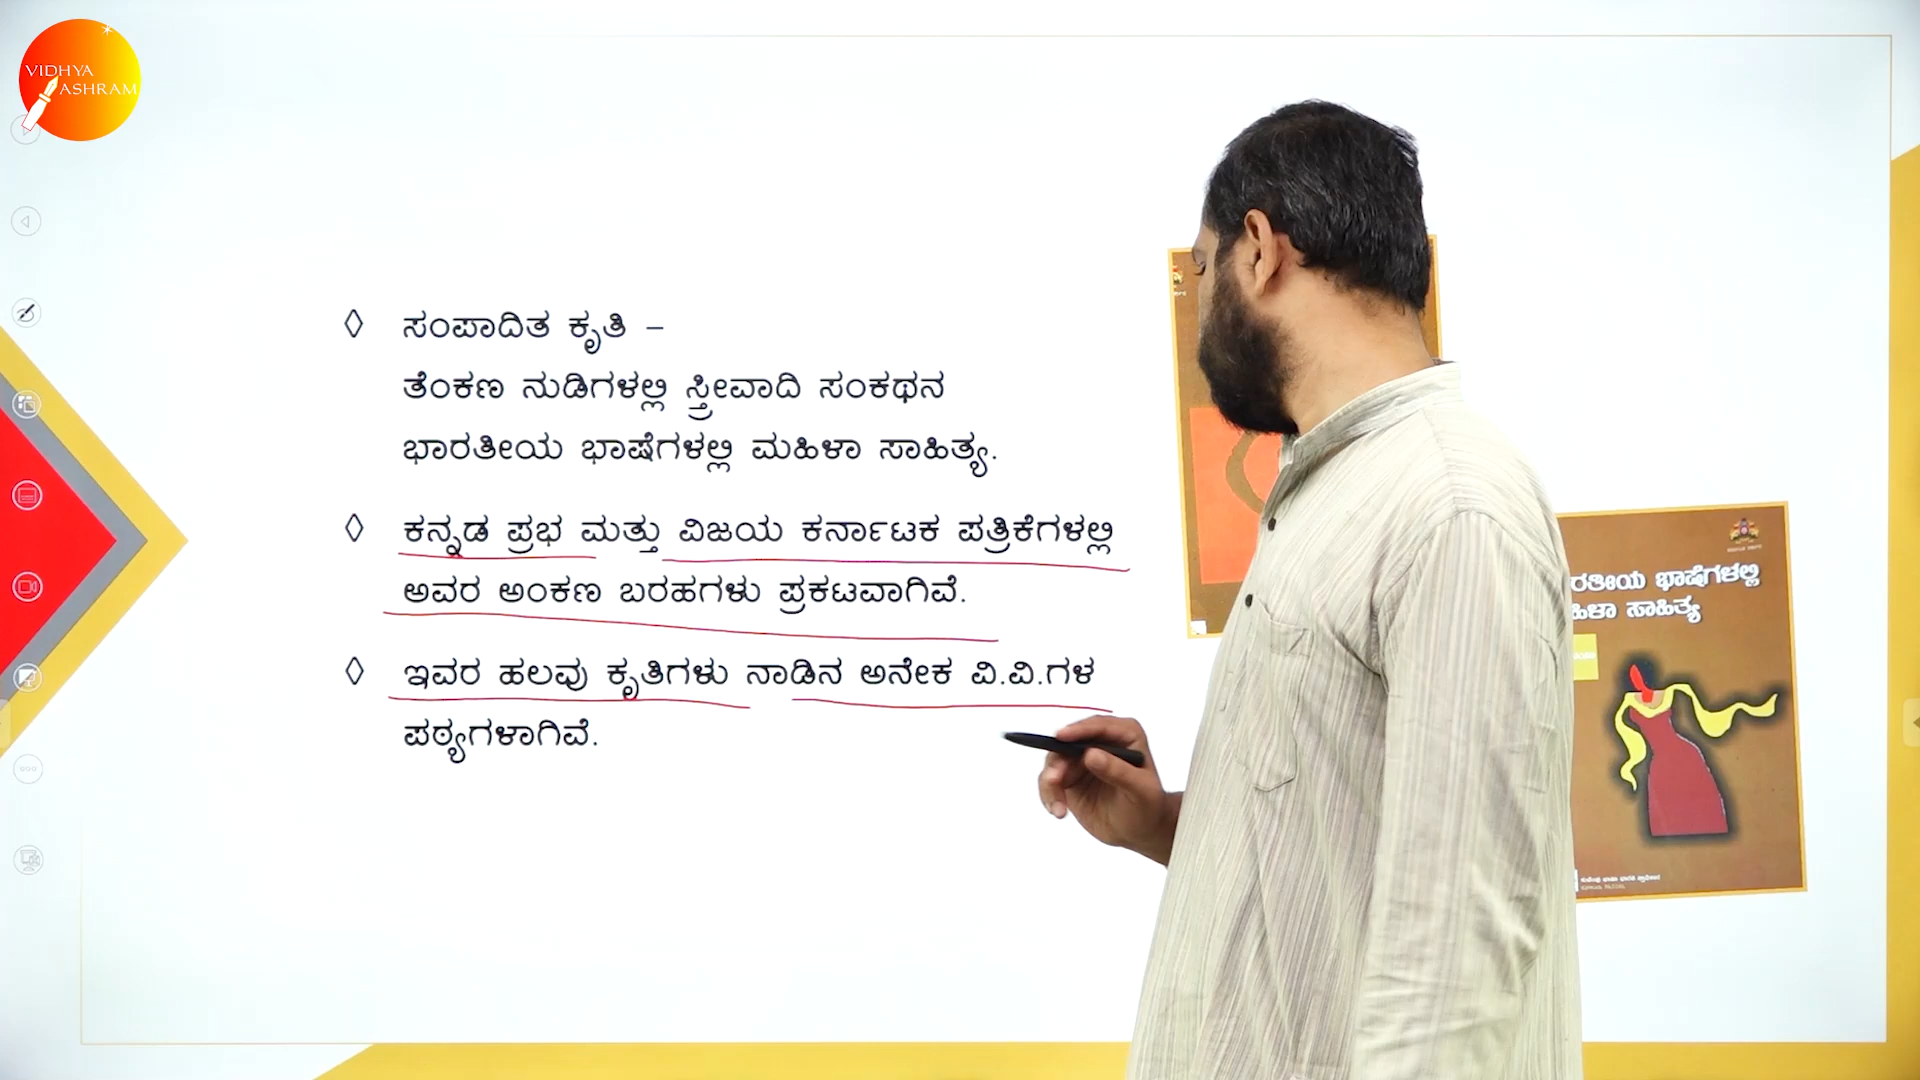 VIDHYA
ASHRAM
◊ ಸಂಪಾದಿತ ಕೃತಿ –
ತೆಂಕಣ ನುಡಿಗಳಲ್ಲಿ ಸ್ತ್ರೀವಾದಿ ಸಂಕಥನ
ಭಾರತೀಯ ಭಾಷೆಗಳಲ್ಲಿ ಮಹಿಳಾ ಸಾಹಿತ್ಯ.
◊ ಕನ್ನಡ ಪ್ರಭ ಮತ್ತು ವಿಜಯ ಕರ್ನಾಟಕ ಪತ್ರಿಕೆಗಳಲ್ಲಿ
ಅವರ ಅಂಕಣ ಬರಹಗಳು ಪ್ರಕಟವಾಗಿವೆ.
◊ ಇವರ ಹಲವು ಕೃತಿಗಳು ನಾಡಿನ ಅನೇಕ ವಿ.ವಿ.ಗಳ
ಪಠ್ಯಗಳಾಗಿವೆ.
ರತೀಯ ಭಾಷೆಗಳಲ್ಲಿ
ಹಿಳಾ ಸಾಹಿತ್ಯ